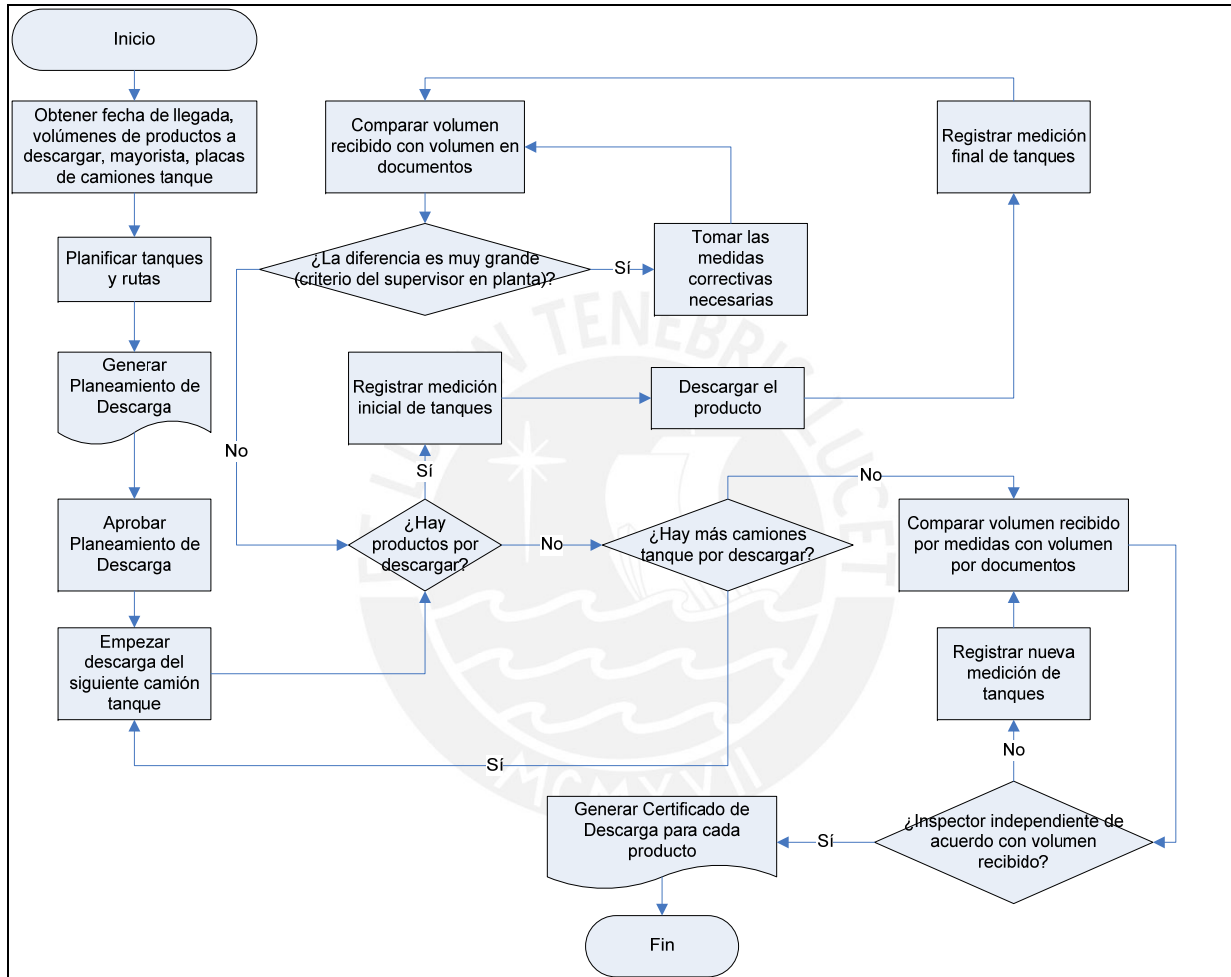 Inicio
Obtener fecha de llegada,
volúmenes de productos a
descargar, mayorista, placas
de camiones tanque
Planificar tanques
y rutas
Generar
Planeamiento de
Descarga
Aprobar
Planeamiento de
Descarga
Empezar
descarga del
siguiente camión
tanque
Comparar volumen
recibido con volumen en
documentos
¿La diferencia es muy grande
(criterio del supervisor en planta)?
Sí
Tomar las
medidas
correctivas
necesarias
No
Registrar medición
final de tanques
Registrar medición
inicial de tanques
Descargar el
producto
Sí
¿Hay
productos por
descargar?
No
¿Hay más camiones
tanque por descargar?
No
Sí
Comparar volumen recibido
por medidas con volumen
por documentos
Registrar nueva
medición de
tanques
No
¿Inspector independiente de
acuerdo con volumen
recibido?
Sí
Generar Certificado de
Descarga para cada
producto
Fin
TENEBRIS LUCET
MCMXVII